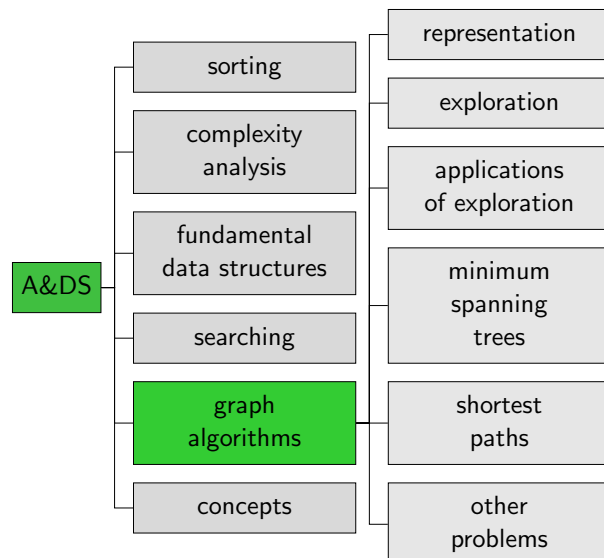 A&DS
sorting
complexity
analysis
fundamental
data structures
searching
graph
algorithms
concepts
representation
exploration
applications
of exploration
minimum
spanning
trees
shortest
paths
other
problems